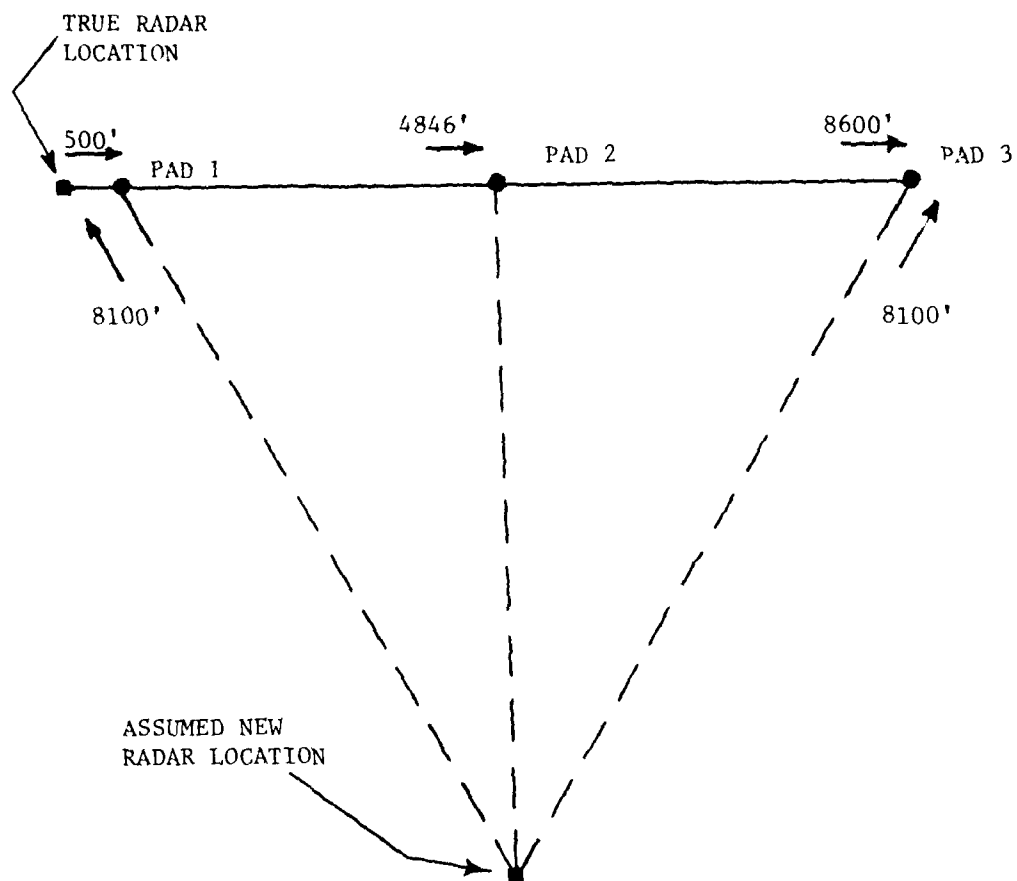 TRUE RADAR
LOCATION
500'
4846'
8600'
PAD 1
PAD 2
PAD 3
8100'
8100'
ASSUMED NEW
RADAR LOCATION